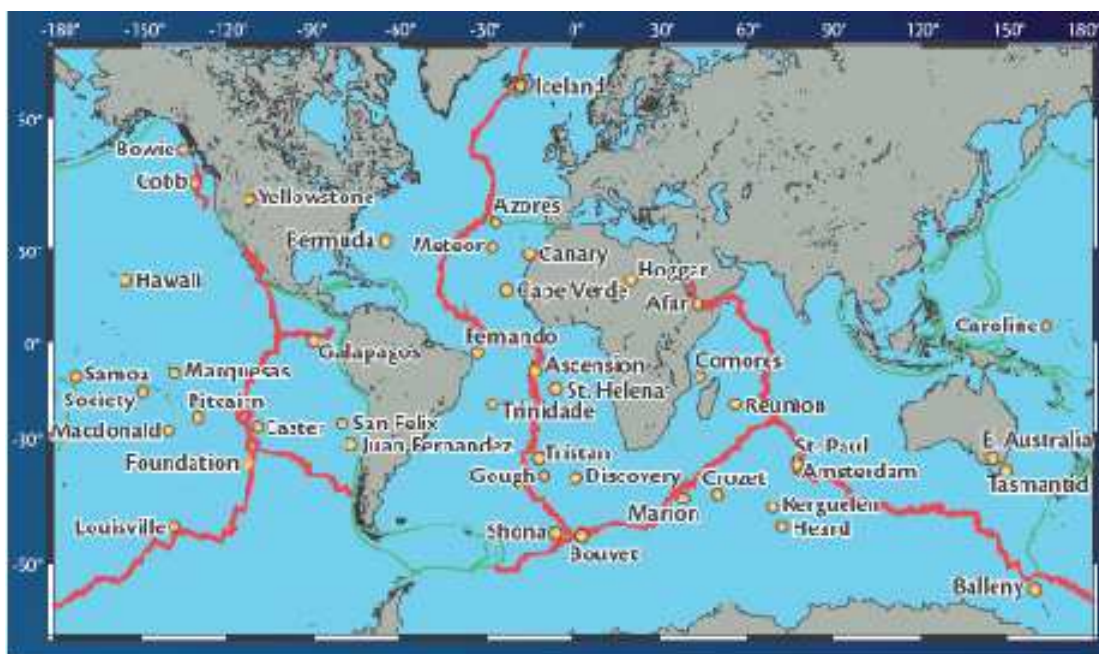 -180° -150° -120° -90° -60° -30° 0° 30° 60° 90° 120° 150° 180°
Iceland
Bowie
Cobb
Yellowstone
Azores
Bermuda
Meteor
Canary
Hoggar
Hawaii
Cape Verde
Afar
Caroline
0°
Fernando
Galapagos
Ascension
Comores
Samoa
Marquesas
St. Helena
Society
Pitcairn
Trinidade
Reunion
Macdonald
Easter
San Felix
Juan Fernandez
St. Paul
E. Australia
Foundation
Tristan
Amsterdam
Tasmantid
Gough
Discovery
Crozet
Marion
Kerguelen
Louisville
Shona
Heard
Bouvet
Balleny